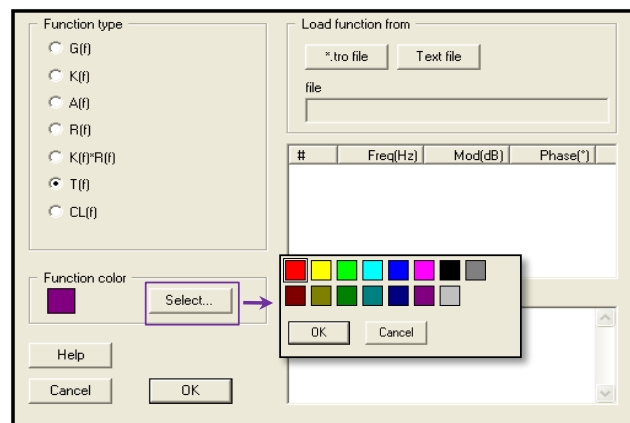 Function type
G(f)
K(f)
A(f)
R(f)
K(f)*R(f)
T(f)
CL(f)
Load function from
*.tro file
Text file
file
# Freq(Hz) Mod(dB) Phase(°)
Function color
Select...
OK
Cancel
Help
Cancel
OK